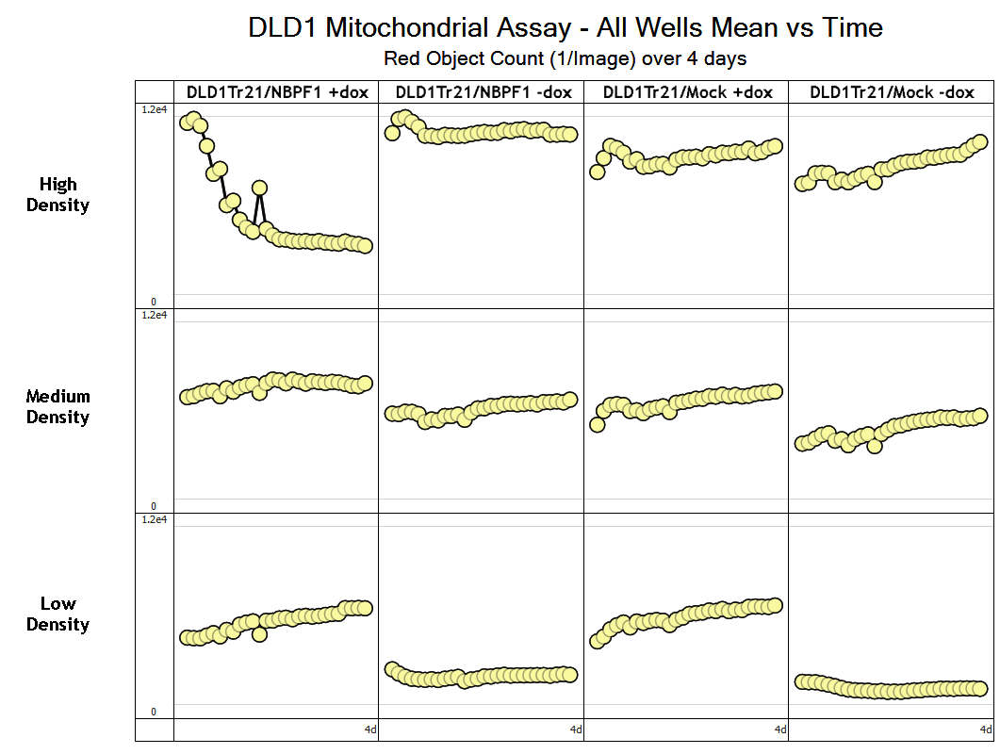 DLD1 Mitochondrial Assay - All Wells Mean vs Time
Red Object Count (1/Image) over 4 days
DLD1Tr21/NBPF1 +dox DLD1Tr21/NBPF1 -dox DLD1Tr21/Mock +dox DLD1Tr21/Mock -dox
1.2e4
High
Density
0
1.2e4
Medium
Density
0
1.2e4
Low
Density
0
4d 4d 4d 4d